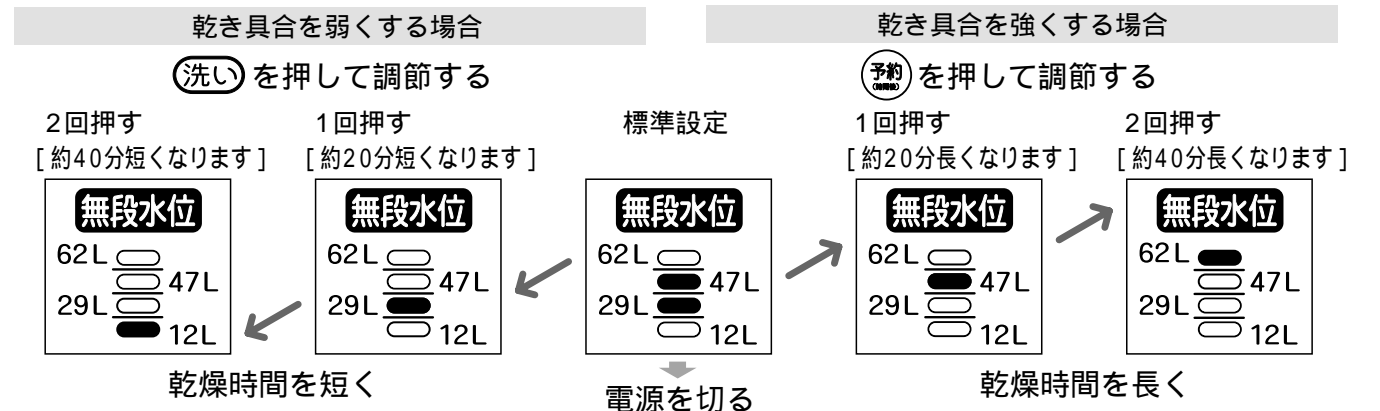 乾き具合を弱くする場合
乾き具合を強くする場合
洗い を押して調節する
予約 を押して調節する
2回押す
[約40分短くなります]
1回押す
[約20分短くなります]
標準設定
1回押す
[約20分長くなります]
2回押す
[約40分長くなります]
無段水位
62L
47L
29L
12L
無段水位
62L
47L
29L
12L
無段水位
62L
47L
29L
12L
無段水位
62L
47L
29L
12L
無段水位
62L
47L
29L
12L
乾燥時間を短く
電源を切る
乾燥時間を長く